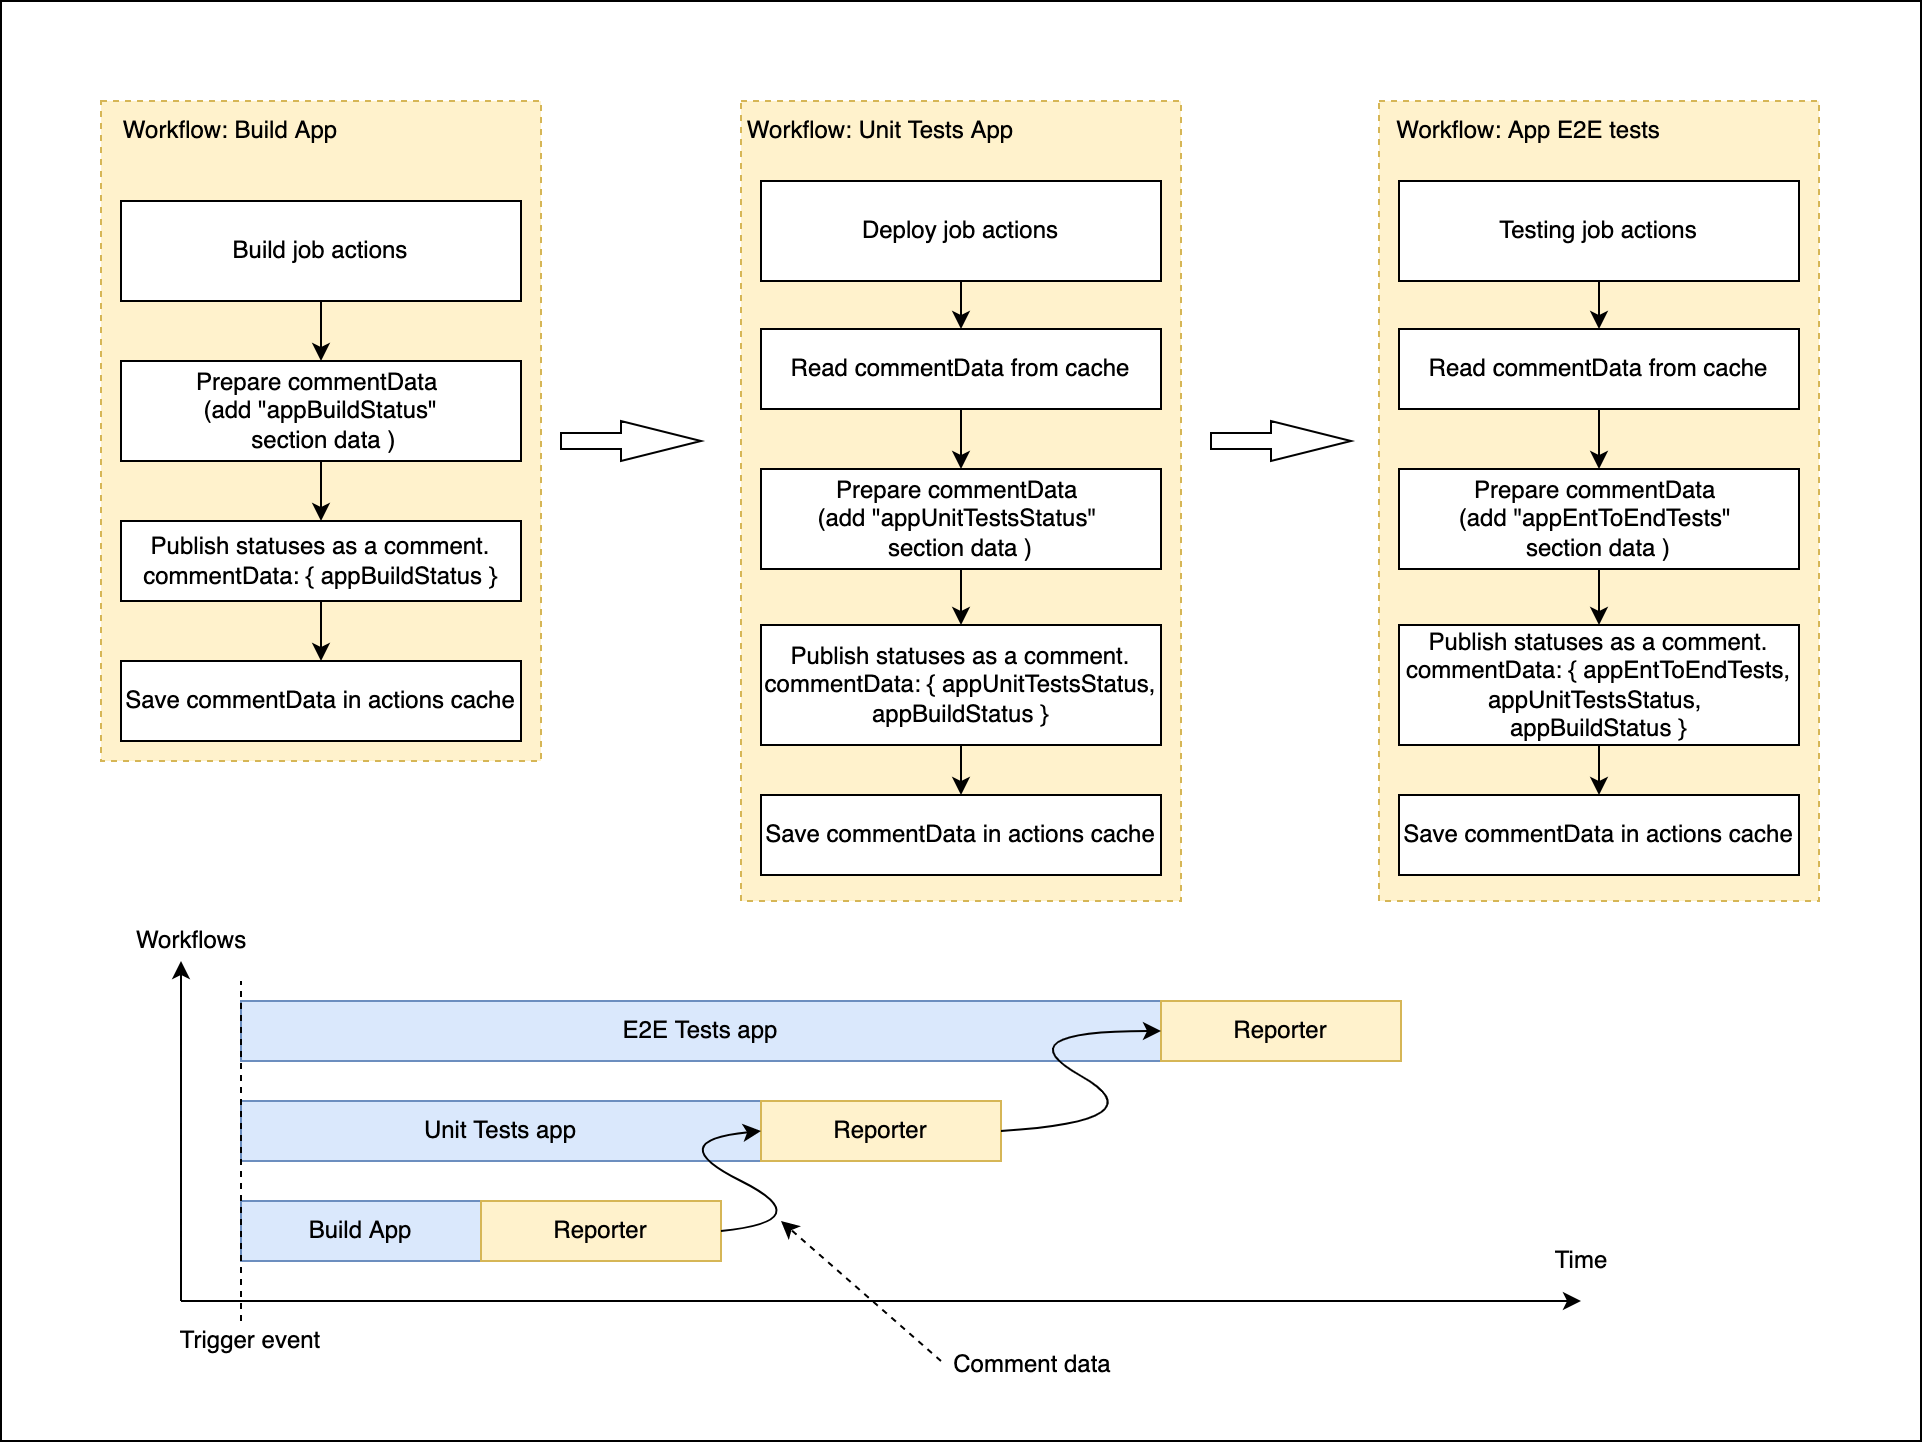 Workflow: Build App
Build job actions
Prepare commentData
(add "appBuildStatus"
section data )
Publish statuses as a comment.
commentData: { appBuildStatus }
Save commentData in actions cache
Workflow: Unit Tests App
Deploy job actions
Read commentData from cache
Prepare commentData
(add "appUnitTestsStatus"
section data )
Publish statuses as a comment.
commentData: { appUnitTestsStatus,
appBuildStatus }
Save commentData in actions cache
Workflow: App E2E tests
Testing job actions
Read commentData from cache
Prepare commentData
(add "appEntToEndTests"
section data )
Publish statuses as a comment.
commentData: { appEntToEndTests,
appUnitTestsStatus,
appBuildStatus }
Save commentData in actions cache
Workflows
E2E Tests app
Reporter
Unit Tests app
Reporter
Build App
Reporter
Time
Trigger event
Comment data